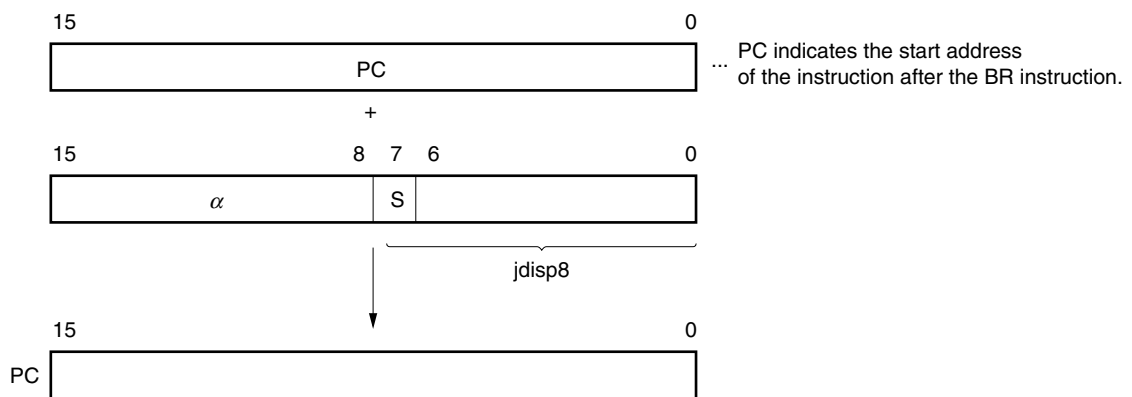 15 0
PC
... PC indicates the start address
of the instruction after the BR instruction.
+
15 8 7 6 0
α S
jdisp8
15 0
PC